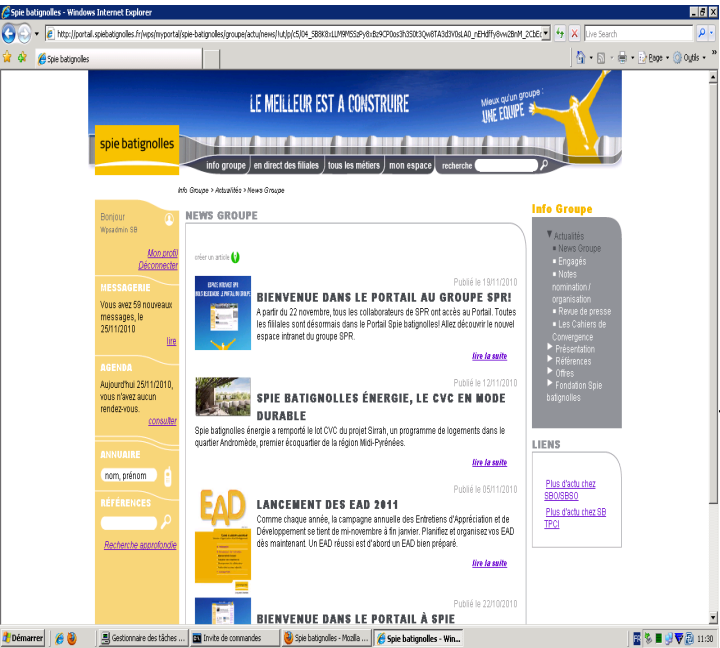 Spie batignolles - Windows Internet Explorer
http://portal.spiebatignolles.fr/wps/myportal/spie-batignolles/groupe/actu/news/!ut/p/c5/
Live Search
Spie batignolles
Page
Outils
LE MEILLEUR EST A CONSTRUIRE
Mieux qu'un groupe :
UNE EQUIPE
spie batignolles
info groupe
en direct des filiales
tous les métiers
mon espace
recherche
Info Groupe > Actualités > News Groupe
Bonjour
Wpsadmin SB
Mon profil
Déconnecter
MESSAGERIE
Vous avez 59 nouveaux
messages, le
25/11/2010
lire
AGENDA
Aujourd'hui 25/11/2010,
vous n'avez aucun
rendez-vous.
consulter
ANNUAIRE
nom, prénom
RÉFÉRENCES
Recherche approfondie
NEWS GROUPE
créer un article
Publié le 19/11/2010
BIENVENUE DANS LE PORTAIL AU GROUPE SPR!
A partir du 22 novembre, tous les collaborateurs de SPR ont accès au Portail. Toutes
les filiales sont désormais dans le Portail Spie batignolles! Allez découvrir le nouvel
espace intranet du groupe SPR.
lire la suite
Publié le 12/11/2010
SPIE BATIGNOLLES ÉNERGIE, LE CVC EN MODE
DURABLE
Spie batignolles énergie a remporté le lot CVC du projet Sirrah, un programme de logements dans le
quartier Andromède, premier écoquartier de la région Midi-Pyrénées.
lire la suite
Publié le 05/11/2010
EAD
LANCEMENT DES EAD 2011
Comme chaque année, la campagne annuelle des Entretiens d'Appréciation et de
Développement se tient de mi-novembre à fin janvier. Planifiez et organisez vos EAD
dès maintenant. Un EAD réussi est d'abord un EAD bien préparé.
lire la suite
Publié le 22/10/2010
BIENVENUE DANS LE PORTAIL À SPIE
Info Groupe
Actualités
News Groupe
Engagés
Notes
nomination /
organisation
Revue de presse
Les Cahiers de
Convergence
Présentation
Références
Offres
Fondation Spie
batignolles
LIENS
Plus d'actu chez
SBO/SBSO
Plus d'actu chez SB
TPCI
Démarrer
Gestionnaire des tâches ...
Invite de commandes
Spie batignolles - Mozilla ...
Spie batignolles - Win...
11:30